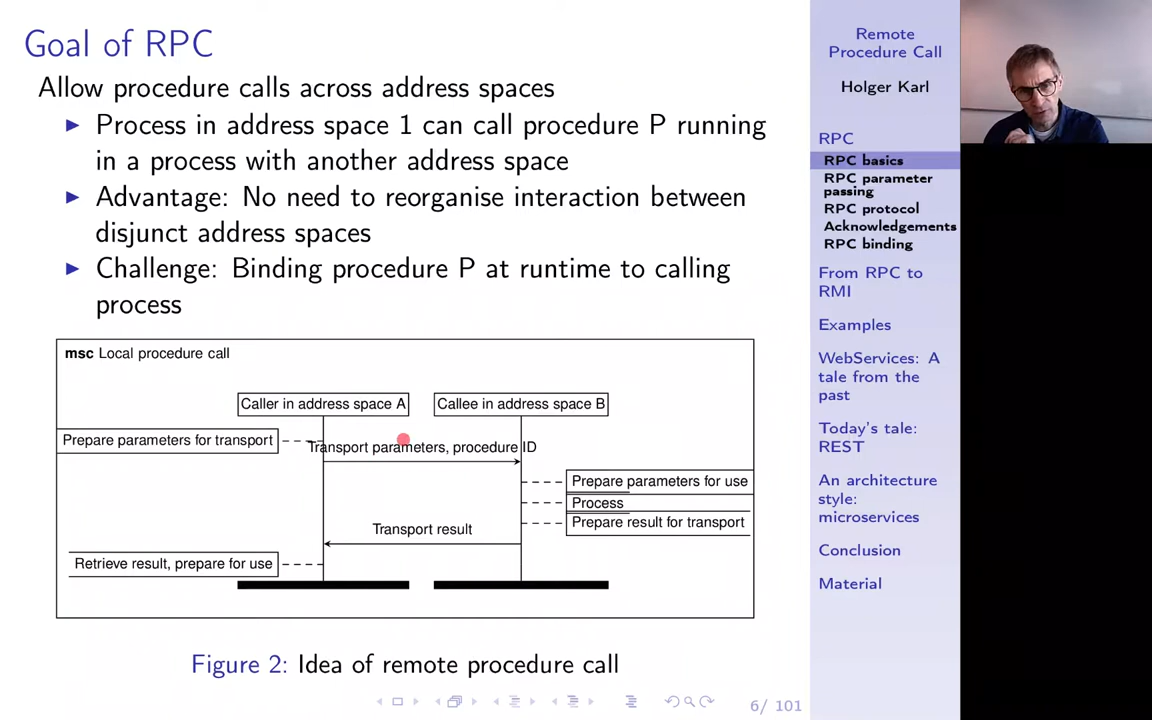 Goal of RPC
Allow procedure calls across address spaces
▶ Process in address space 1 can call procedure P running
in a process with another address space
▶ Advantage: No need to reorganise interaction between
disjunct address spaces
▶ Challenge: Binding procedure P at runtime to calling
process
msc Local procedure call
Caller in address space A
Callee in address space B
Prepare parameters for transport
Transport parameters, procedure ID
Prepare parameters for use
Process
Prepare result for transport
Transport result
Retrieve result, prepare for use
Figure 2: Idea of remote procedure call
6/ 101
Remote
Procedure Call
Holger Karl
RPC
RPC basics
RPC parameter
passing
RPC protocol
Acknowledgements
RPC binding
From RPC to
RMI
Examples
WebServices: A
tale from the
past
Today's tale:
REST
An architecture
style:
microservices
Conclusion
Material